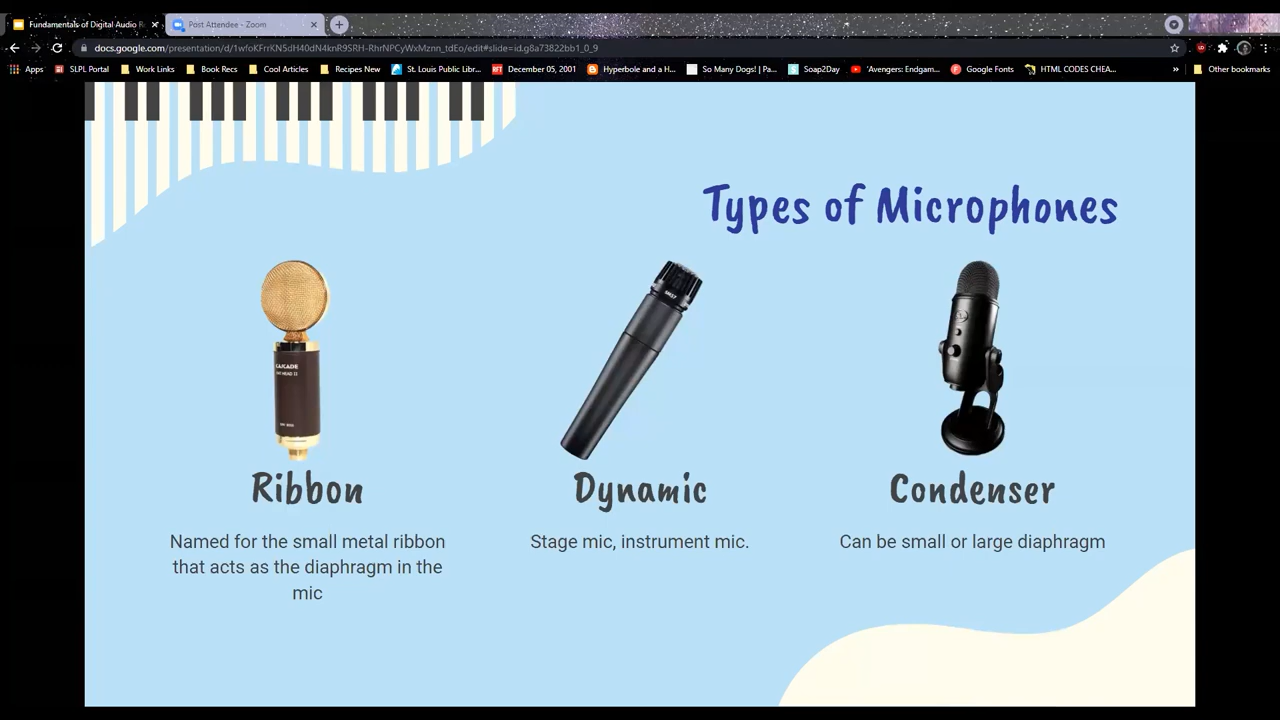 Fundamentals of Digital Audio Re
Past Attendee - Zoom
docs.google.com/presentation/d/1wfoKFrrKN5dH40dN4knR9SRH-RhrNPCyWxMznn_tdEo/edit#slide=id.g8a73822bb1_0_9
Apps SLPL Portal Work Links Book Recs Cool Articles Recipes New St. Louis Public Libr... December 05, 2001 Hyperbole and a H... So Many Dogs! | Pa... Soap2Day 'Avengers: Endgam... Google Fonts HTML CODES CHEA... » Other bookmarks
Types of Microphones
CASCADE
SM57
Ribbon
Named for the small metal ribbon
that acts as the diaphragm in the
mic
Dynamic
Stage mic, instrument mic.
Condenser
Can be small or large diaphragm